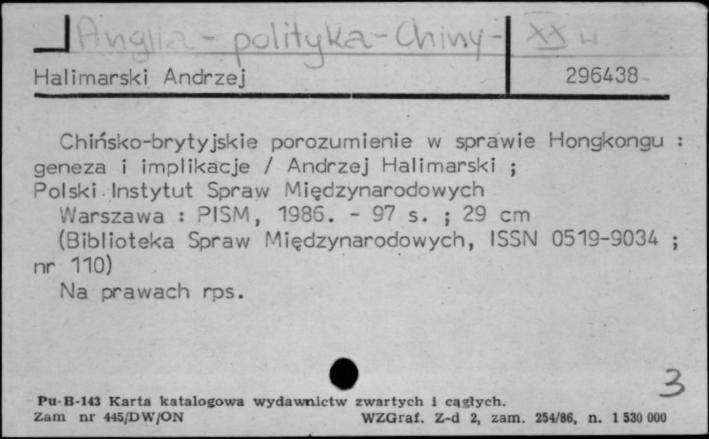 Anglia - polityka - Chiny - XX w
Halimarski Andrzej 296438
Chińsko-brytyjskie porozumienie w sprawie Hongkongu :
geneza i implikacje / Andrzej Halimarski ;
Polski Instytut Spraw Międzynarodowych
Warszawa : PISM, 1986. - 97 s. ; 29 cm
(Biblioteka Spraw Międzynarodowych, ISSN 0519-9034 ;
nr 110)
Na prawach rps.
3
Pu-B-143 Karta katalogowa wydawnictw zwartych i cągłych.
Zam nr 445/DW/ON WZGraf. Z-d 2, zam. 254/86, n. 1 530 000